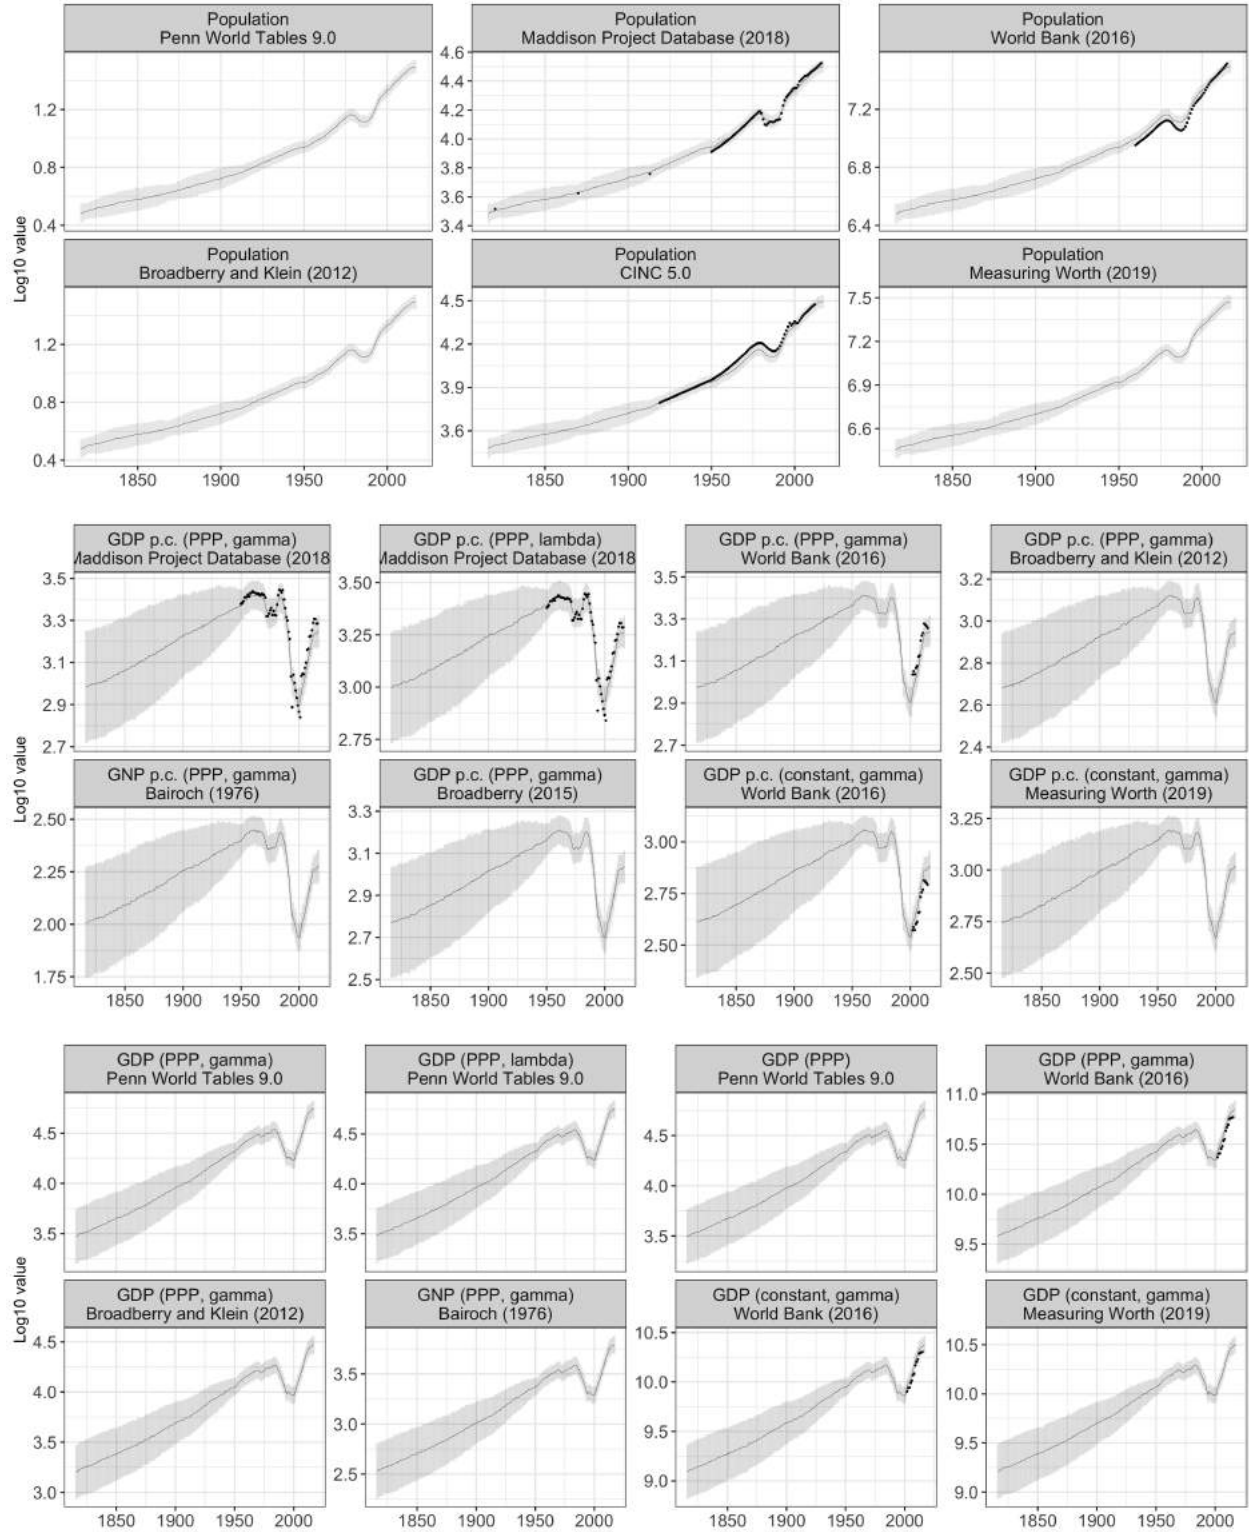 Population
Penn World Tables 9.0
Population
Maddison Project Database (2018)
Population
World Bank (2016)
1.2
0.8
0.4
4.6
4.4
4.2
4.0
3.8
3.6
3.4
7.2
6.8
6.4
Log10 value
Population
Broadberry and Klein (2012)
Population
CINC 5.0
Population
Measuring Worth (2019)
1.2
0.8
0.4
4.5
4.2
3.9
3.6
7.5
7.2
6.9
6.6
1850 1900 1950 2000
1850 1900 1950 2000
1850 1900 1950 2000
GDP p.c. (PPP, gamma)
Maddison Project Database (2018
GDP p.c. (PPP, lambda)
Maddison Project Database (2018
GDP p.c. (PPP, gamma)
World Bank (2016)
GDP p.c. (PPP, gamma)
Broadberry and Klein (2012)
3.5
3.3
3.1
2.9
2.7
3.50
3.25
3.00
2.75
3.5
3.3
3.1
2.9
2.7
3.2
3.0
2.8
2.6
2.4
Log10 value
GNP p.c. (PPP, gamma)
Bairoch (1976)
GDP p.c. (PPP, gamma)
Broadberry (2015)
GDP p.c. (constant, gamma)
World Bank (2016)
GDP p.c. (constant, gamma)
Measuring Worth (2019)
2.50
2.25
2.00
1.75
3.3
3.1
2.9
2.7
2.5
3.00
2.75
2.50
3.25
3.00
2.75
2.50
1850 1900 1950 2000
1850 1900 1950 2000
1850 1900 1950 2000
1850 1900 1950 2000
GDP (PPP, gamma)
Penn World Tables 9.0
GDP (PPP, lambda)
Penn World Tables 9.0
GDP (PPP)
Penn World Tables 9.0
GDP (PPP, gamma)
World Bank (2016)
4.5
4.0
3.5
4.5
4.0
3.5
4.5
4.0
3.5
11.0
10.5
10.0
9.5
Log10 value
GDP (PPP, gamma)
Broadberry and Klein (2012)
GNP (PPP, gamma)
Bairoch (1976)
GDP (constant, gamma)
World Bank (2016)
GDP (constant, gamma)
Measuring Worth (2019)
4.5
4.0
3.5
3.0
3.5
3.0
2.5
10.5
10.0
9.5
9.0
10.5
10.0
9.5
9.0
1850 1900 1950 2000
1850 1900 1950 2000
1850 1900 1950 2000
1850 1900 1950 2000